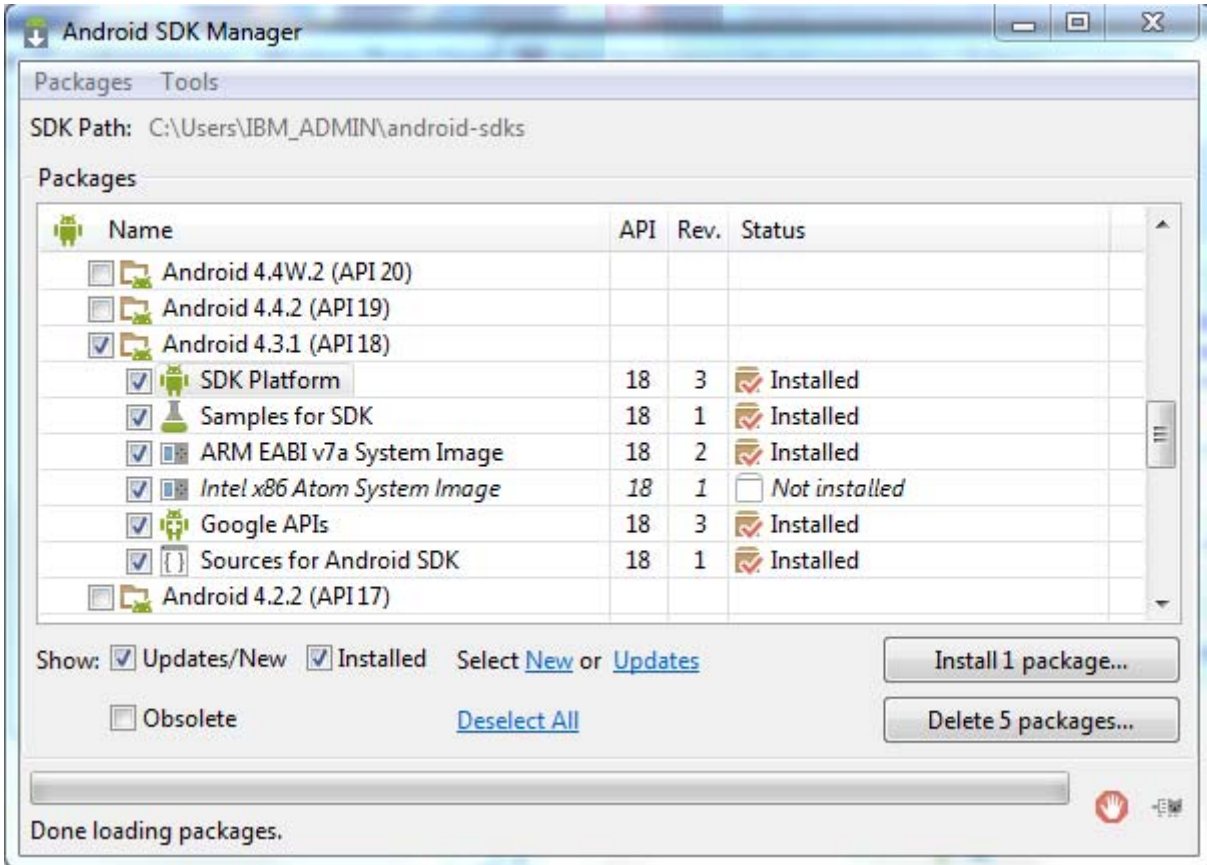 Android SDK Manager
Packages Tools
SDK Path: C:\Users\IBM_ADMIN\android-sdks
Packages
Name API Rev. Status
Android 4.4W.2 (API 20)
Android 4.4.2 (API 19)
Android 4.3.1 (API 18)
SDK Platform 18 3 Installed
Samples for SDK 18 1 Installed
ARM EABI v7a System Image 18 2 Installed
Intel x86 Atom System Image 18 1 Not installed
Google APIs 18 3 Installed
{} Sources for Android SDK 18 1 Installed
Android 4.2.2 (API 17)
Show: Updates/New Installed Select New or Updates Install 1 package...
Obsolete Deselect All Delete 5 packages...
Done loading packages.